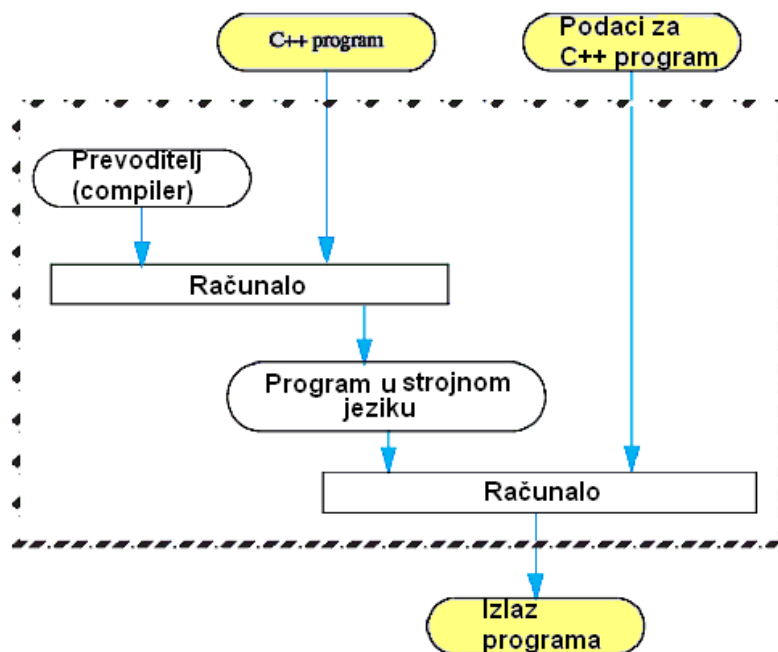 C++ program
Podaci za
C++ program
Prevoditelj
(compiler)
Računalo
Program u strojnom
jeziku
Računalo
Izlaz
programa